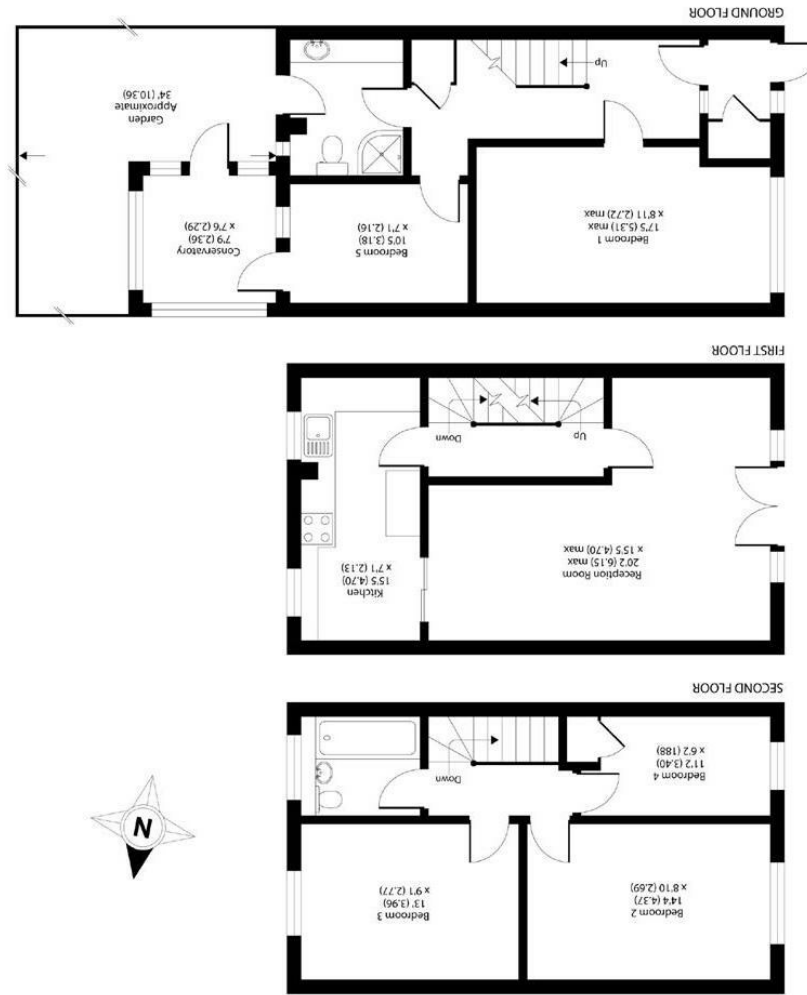 Bedroom 2
14'4 (4.37)
x 8'10 (2.69)
Bedroom 3
13' (3.96)
x 9'1 (2.77)
N
Bedroom 4
11'2 (3.40)
x 6'2 (188)
Down
SECOND FLOOR
Reception Room
20'2 (6.15) max
x 15'5 (4.70) max
Kitchen
15'5 (4.70)
x 7'1 (2.13)
Up
Down
FIRST FLOOR
Bedroom 1
17'5 (5.31) max
x 8'11 (2.72) max
Bedroom 5
10'5 (3.18)
x 7'1 (2.16)
Conservatory
7'9 (2.36)
x 7'6 (2.29)
Garden
Approximate
34' (10.36)
Up
GROUND FLOOR